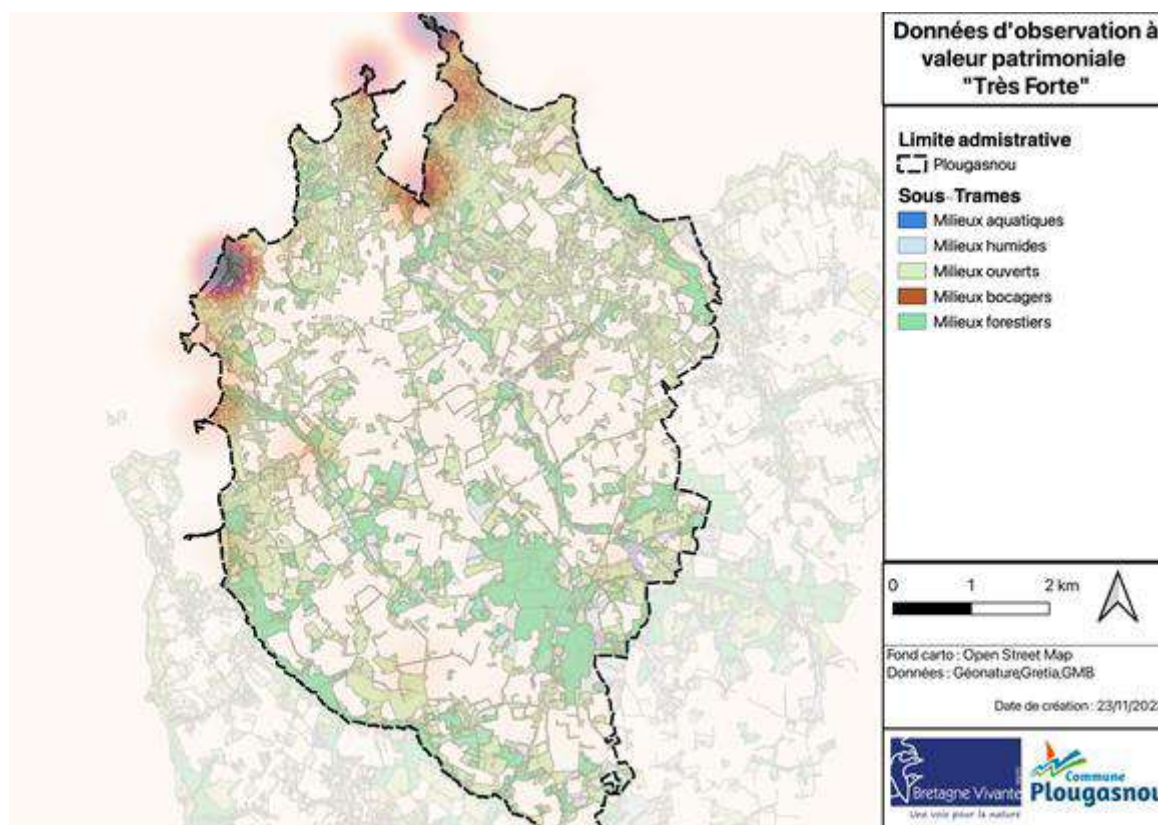 Données d'observation à
valeur patrimoniale
"Très Forte"
Limite admistrative
Plougasnou
Sous-Trames
Milieux aquatiques
Milieux humides
Milieux ouverts
Milieux bocagers
Milieux forestiers
0 1 2 km
Fond carto : Open Street Map
Données : Géonature,Gretia,GMB
Date de création : 23/11/2023
Bretagne Vivante
Une voix pour la nature
Commune
Plougasnou